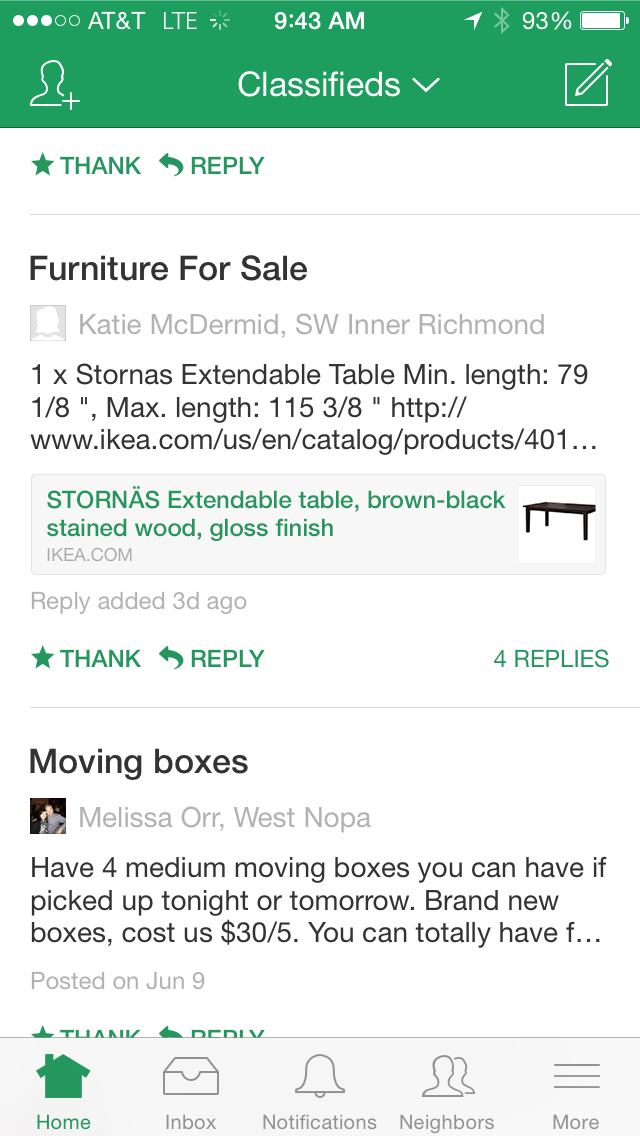 AT&T LTE 9:43 AM 93%
Classifieds
THANK REPLY
Furniture For Sale
Katie McDermid, SW Inner Richmond
1 x Stornas Extendable Table Min. length: 79
1/8 ", Max. length: 115 3/8 " http://
www.ikea.com/us/en/catalog/products/401...
STORNÄS Extendable table, brown-black
stained wood, gloss finish
IKEA.COM
Reply added 3d ago
THANK REPLY 4 REPLIES
Moving boxes
Melissa Orr, West Nopa
Have 4 medium moving boxes you can have if
picked up tonight or tomorrow. Brand new
boxes, cost us $30/5. You can totally have f...
Posted on Jun 9
THANK REPLY
Home Inbox Notifications Neighbors More